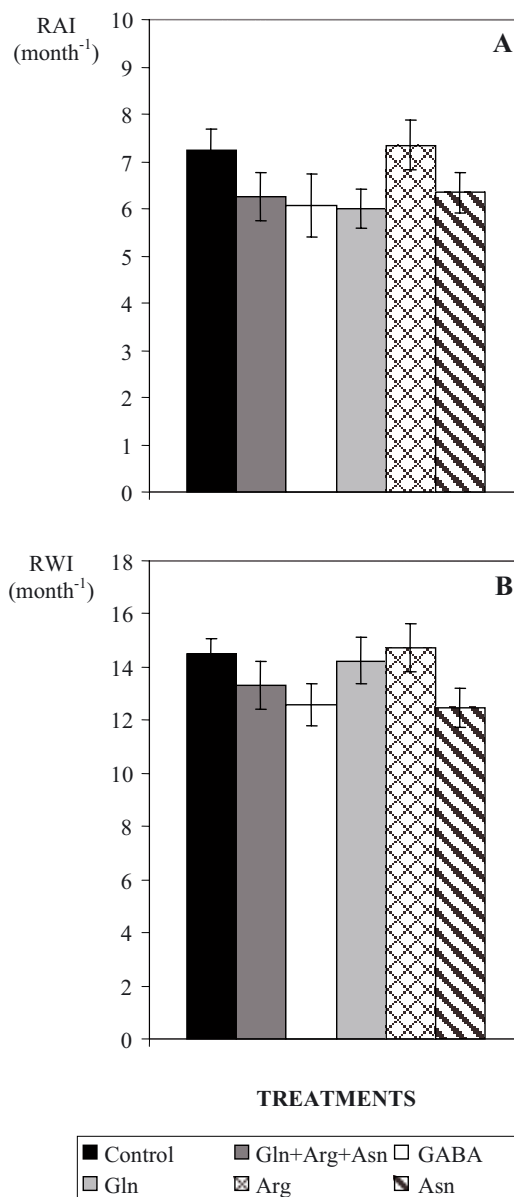 RAI
(month⁻¹)
A
10
9
8
7
6
5
4
3
2
1
0
RWI
(month⁻¹)
B
18
16
14
12
10
8
6
4
2
0
TREATMENTS
Control Gln+Arg+Asn GABA
Gln Arg Asn